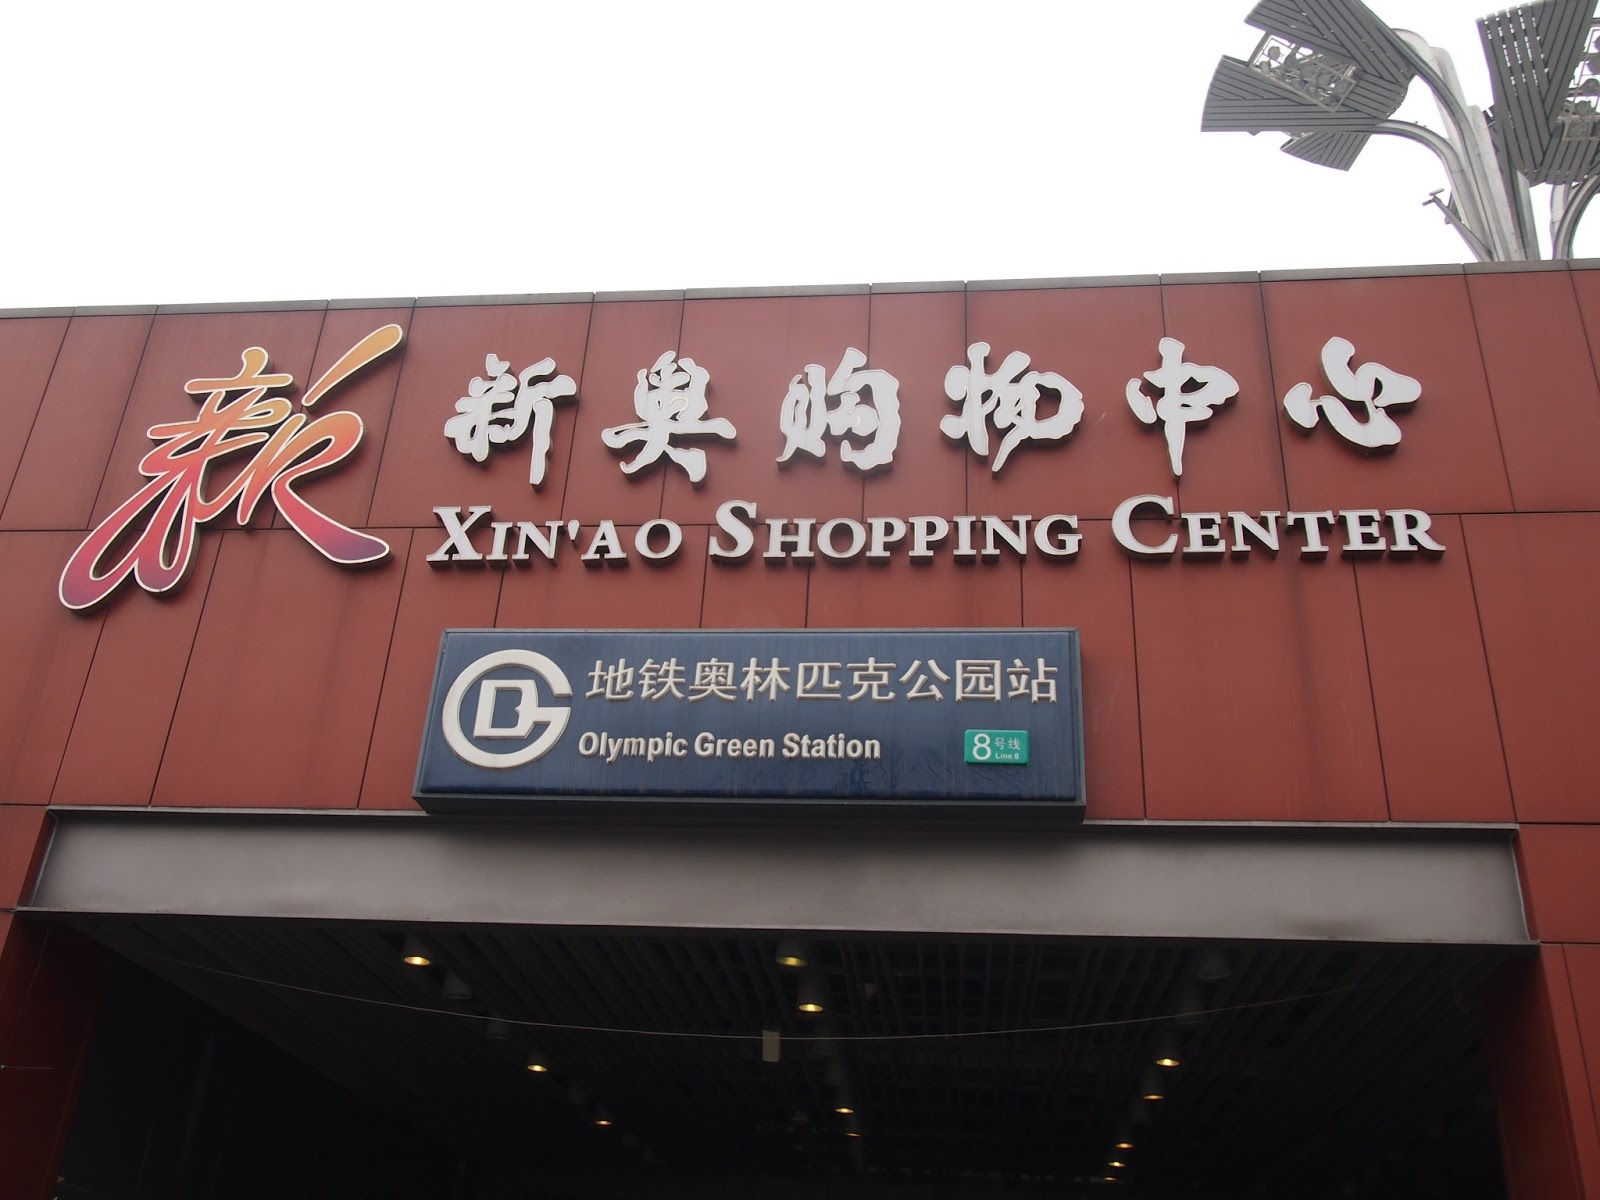 新
新奥购物中心
XIN'AO SHOPPING CENTER
地铁奥林匹克公园站
Olympic Green Station
8号线
Line 8